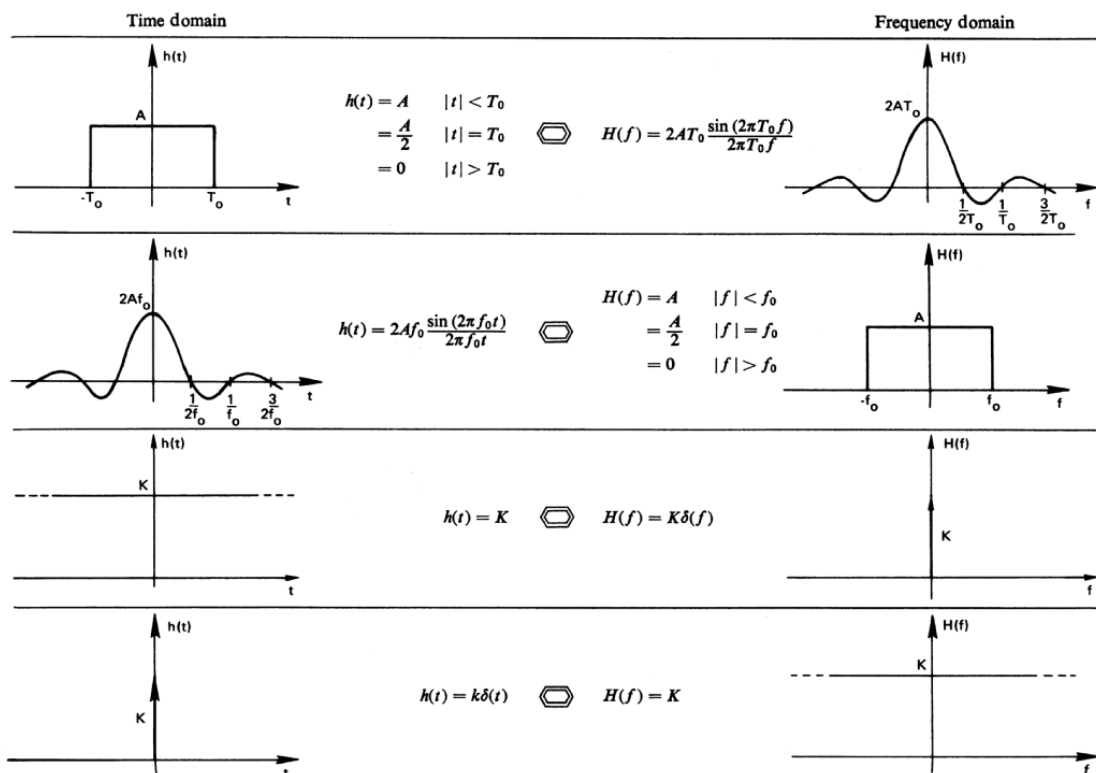 Time domain
Frequency domain
h(t)
A
-T₀
T₀
t
h(t) = A |t| < T₀
= A/2 |t| = T₀
= 0 |t| > T₀
H(f) = 2AT₀ sin (2πT₀f)/2πT₀f
H(f)
2AT₀
1/2T₀
1/T₀
3/2T₀
f
h(t)
2Af₀
1/2f₀
1/f₀
3/2f₀
t
h(t) = 2Af₀ sin (2πf₀t)/2πf₀t
H(f) = A |f| < f₀
= A/2 |f| = f₀
= 0 |f| > f₀
H(f)
A
-f₀
f₀
f
h(t)
K
t
h(t) = K
H(f) = Kδ(f)
H(f)
K
f
h(t)
K
t
h(t) = kδ(t)
H(f) = K
H(f)
K
f